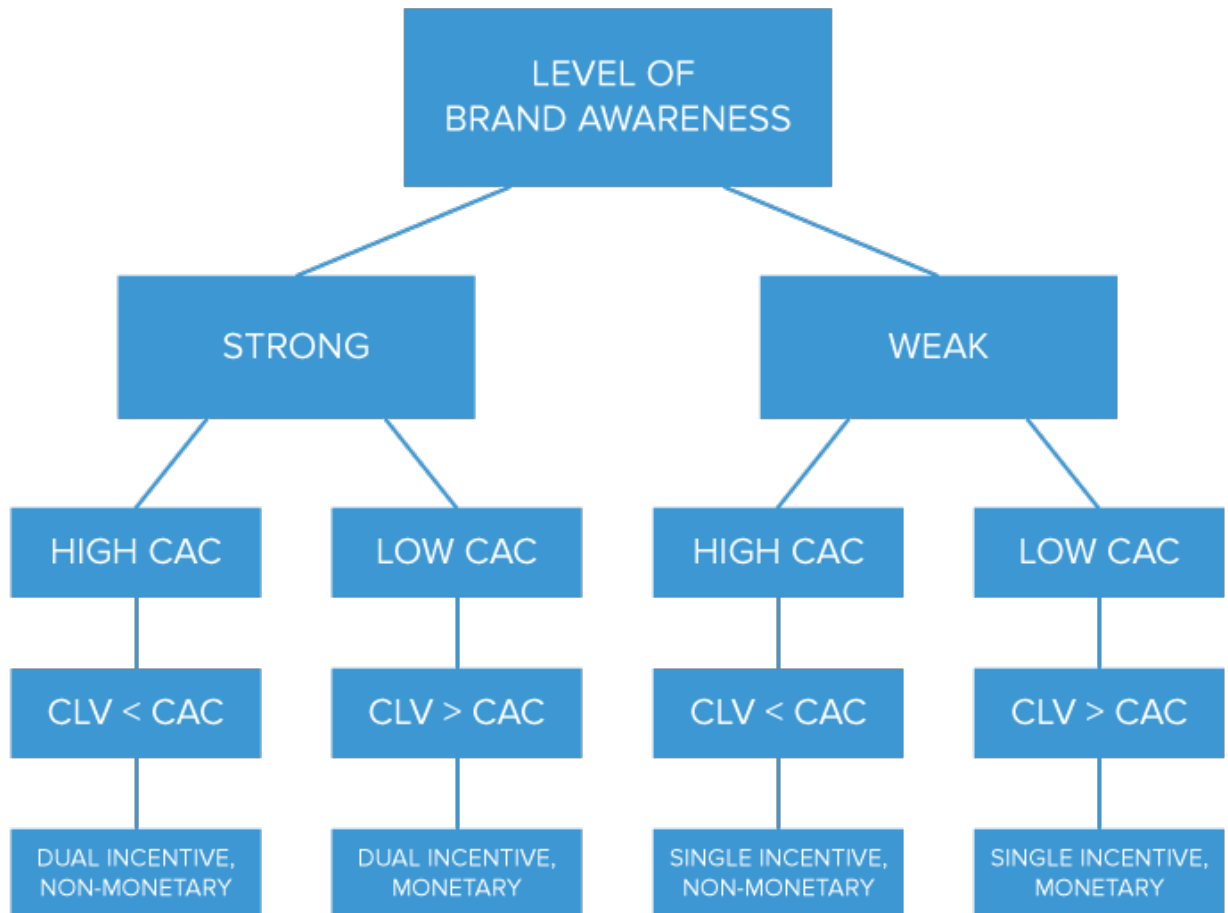 LEVEL OF
BRAND AWARENESS
STRONG
WEAK
HIGH CAC
LOW CAC
HIGH CAC
LOW CAC
CLV < CAC
CLV > CAC
CLV < CAC
CLV > CAC
DUAL INCENTIVE,
NON-MONETARY
DUAL INCENTIVE,
MONETARY
SINGLE INCENTIVE,
NON-MONETARY
SINGLE INCENTIVE,
MONETARY